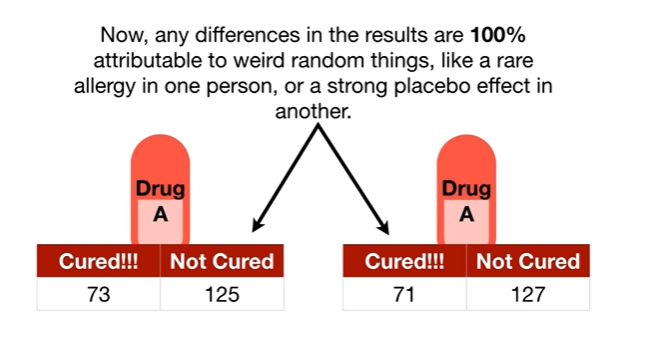 Now, any differences in the results are 100%
attributable to weird random things, like a rare
allergy in one person, or a strong placebo effect in
another.
Drug
A
Cured!!! Not Cured
73 125
Drug
A
Cured!!! Not Cured
71 127